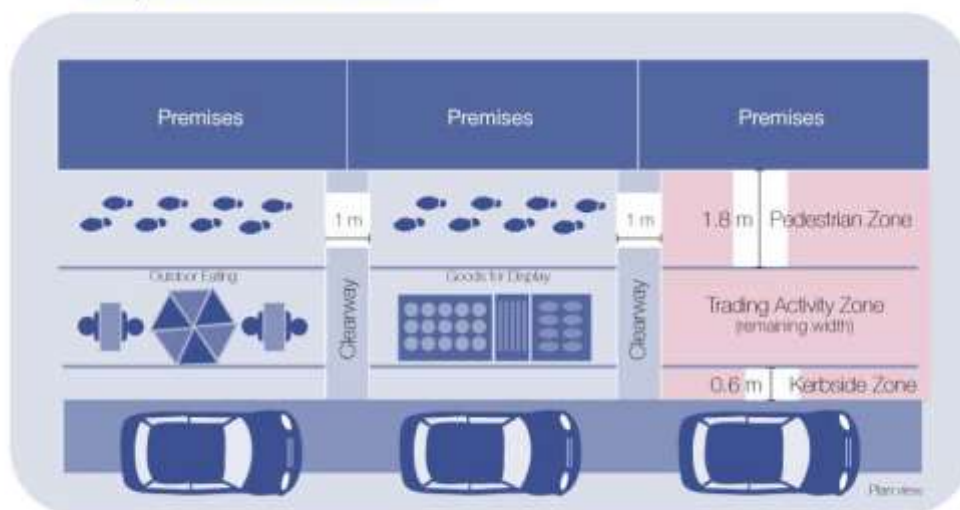 Premises
Premises
Premises
1 m
1 m
1.8 m
Pedestrian Zone
Outdoor Eating
Goods for Display
Clearway
Clearway
Trading Activity Zone
(remaining width)
0.6 m
Kerbside Zone
Plan view